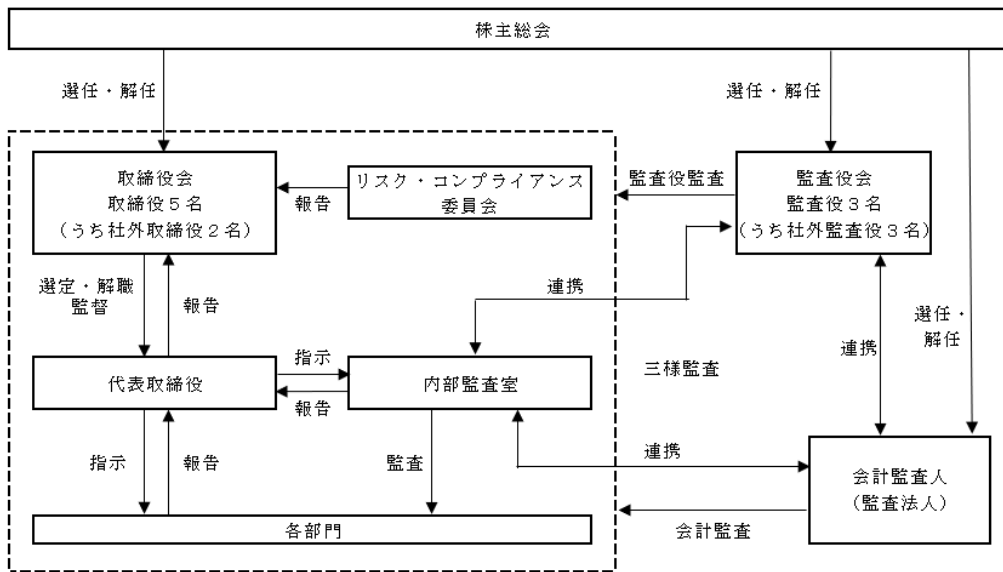 株主総会
選任・解任
選任・解任
取締役会
取締役５名
（うち社外取締役２名）
報告
リスク・コンプライアンス
委員会
監査役監査
監査役会
監査役３名
（うち社外監査役３名）
選定・解職
監督
報告
連携
選任・
解任
連携
三様監査
代表取締役
指示
報告
内部監査室
指示
報告
監査
連携
会計監査人
（監査法人）
各部門
会計監査